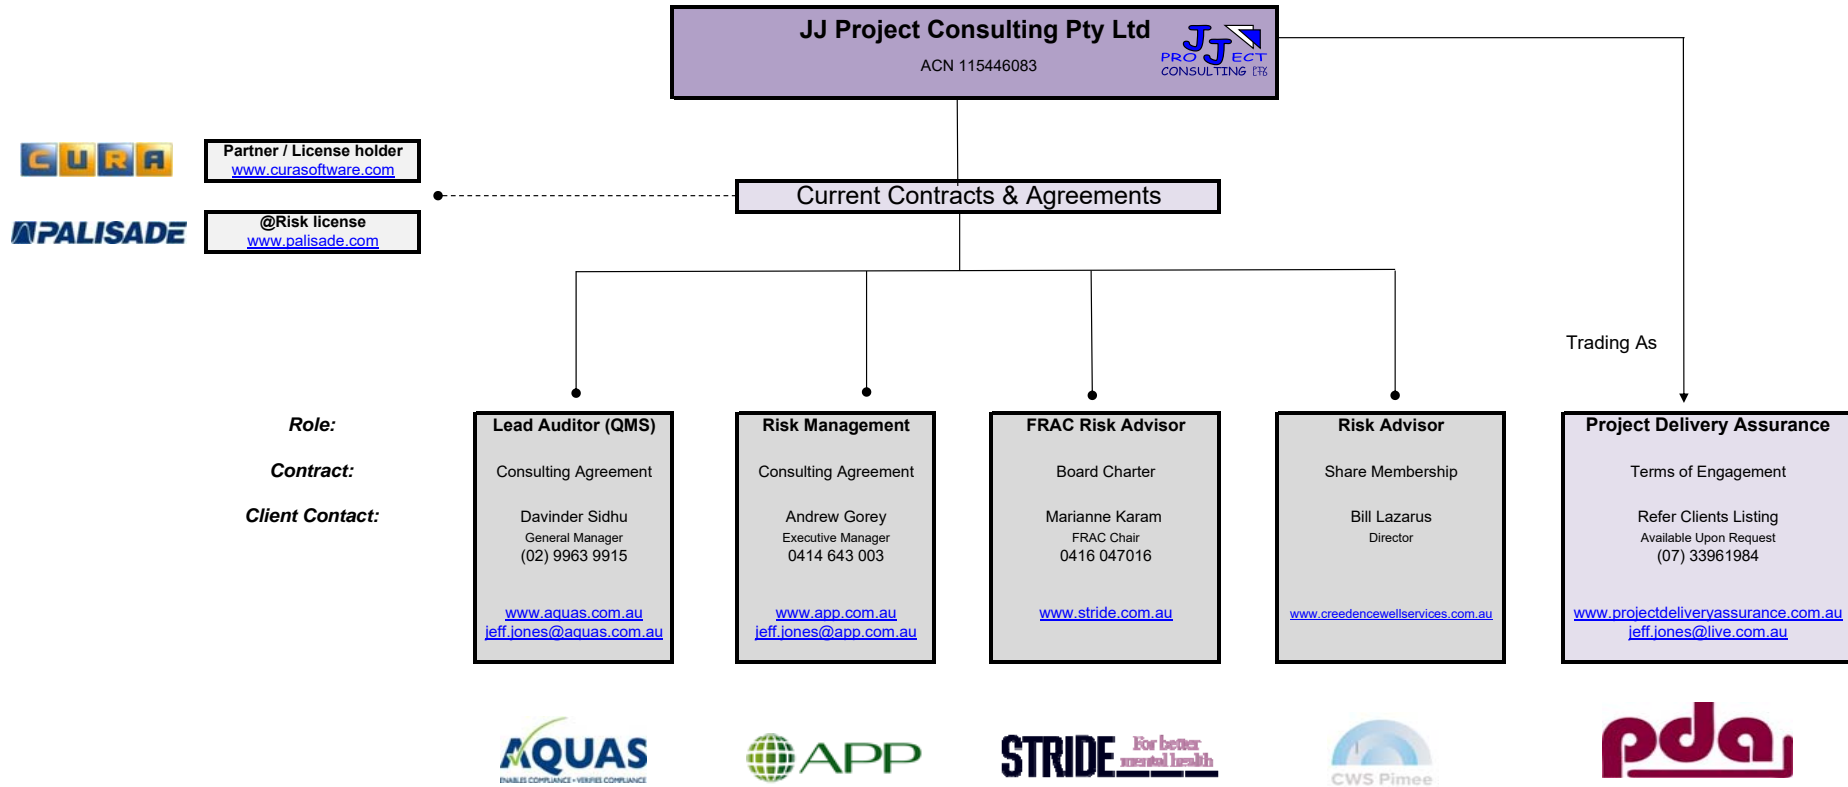 JJ Project Consulting Pty Ltd
ACN 115446083
JJ
PROJECT
CONSULTING
CURA
Partner / License holder
www.curasoftware.com
Current Contracts & Agreements
PALISADE
@Risk license
www.palisade.com
Trading As
Role:
Lead Auditor (QMS)
Risk Management
FRAC Risk Advisor
Risk Advisor
Project Delivery Assurance
Contract:
Consulting Agreement
Consulting Agreement
Board Charter
Share Membership
Terms of Engagement
Client Contact:
Davinder Sidhu
General Manager
(02) 9963 9915
Andrew Gorey
Executive Manager
0414 643 003
Marianne Karam
FRAC Chair
0416 047016
Bill Lazarus
Director
Refer Clients Listing
Available Upon Request
(07) 33961984
www.aquas.com.au
jeff.jones@aquas.com.au
www.app.com.au
jeff.jones@app.com.au
www.stride.com.au
www.creedencewellservices.com.au
www.projectdeliveryassurance.com.au
jeff.jones@live.com.au
AQUAS
ENABLES COMPLIANCE • VERIFIES COMPLIANCE
APP
STRIDE
For better
mental health
CWS Pimee
pda